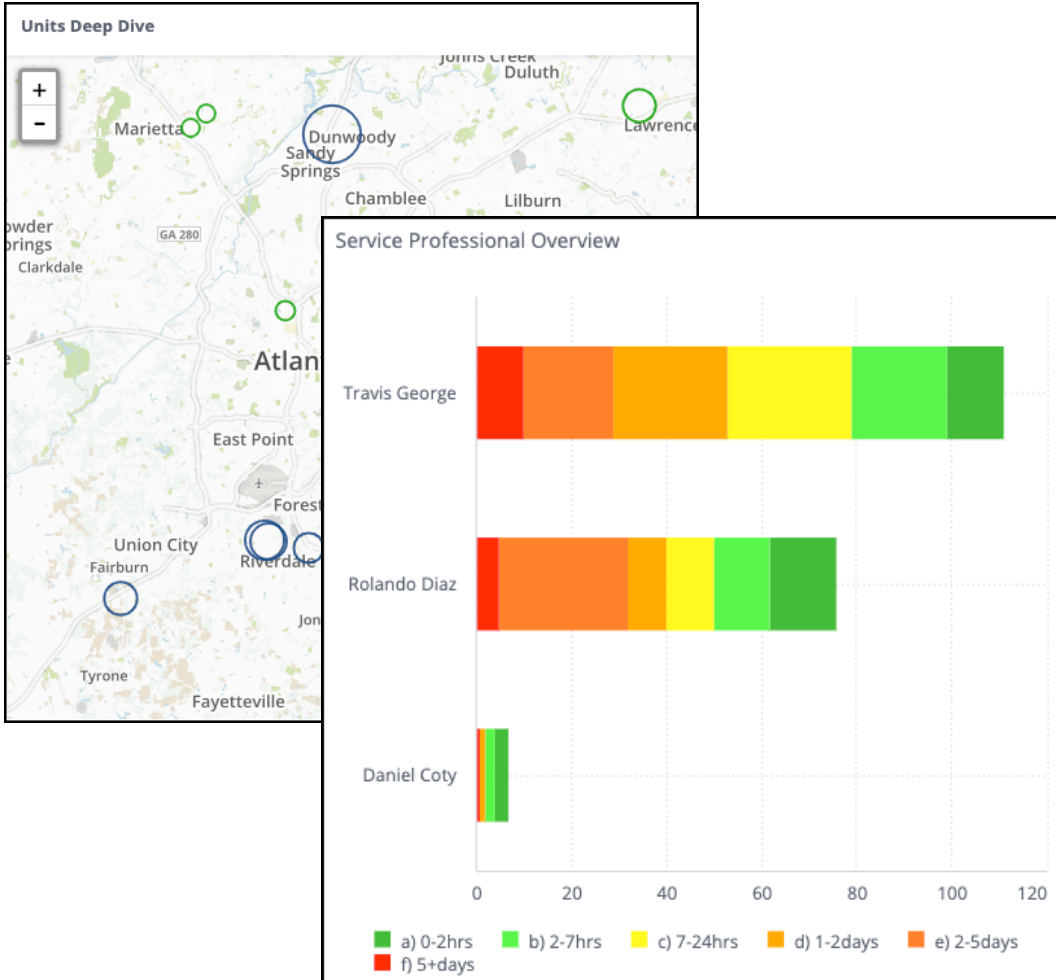 Units Deep Dive
+
-
Johns Creek
Duluth
Marietta
Dunwoody
Sandy
Springs
Lawrence
Chamblee
Lilburn
owder
orings
GA 280
Clarkdale
e
Atlan
East Point
Forest
Union City
Fairburn
Riverdale
Jon
Tyrone
Fayetteville
Service Professional Overview
Travis George
Rolando Diaz
Daniel Coty
0 20 40 60 80 100 120
a) 0-2hrs b) 2-7hrs c) 7-24hrs d) 1-2days e) 2-5days
f) 5+days